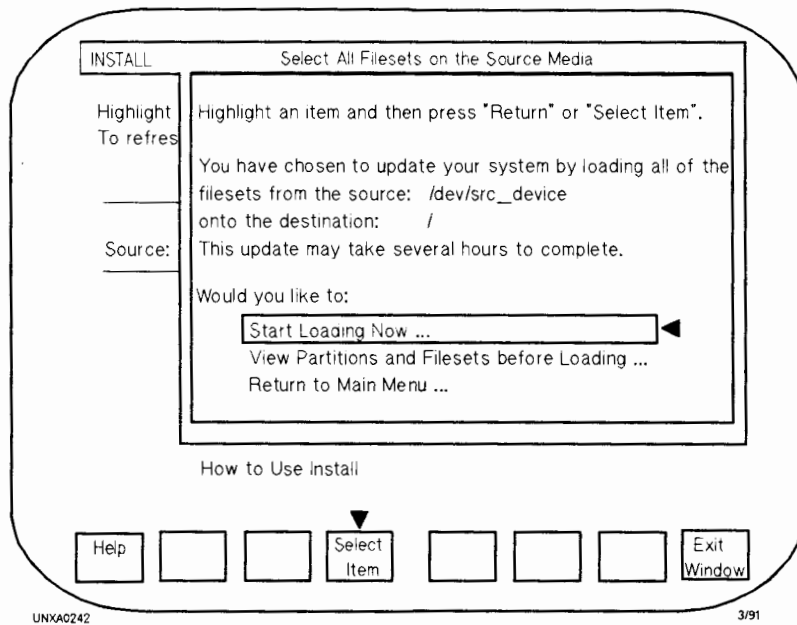 INSTALL
Select All Filesets on the Source Media
Highlight
To refres
Source:
Highlight an item and then press "Return" or "Select Item".
You have chosen to update your system by loading all of the
filesets from the source: /dev/src_device
onto the destination: /
This update may take several hours to complete.
Would you like to:
Start Loading Now ...
View Partitions and Filesets before Loading ...
Return to Main Menu ...
How to Use Install
Help
Select
Item
Exit
Window
UNXA0242
3/91